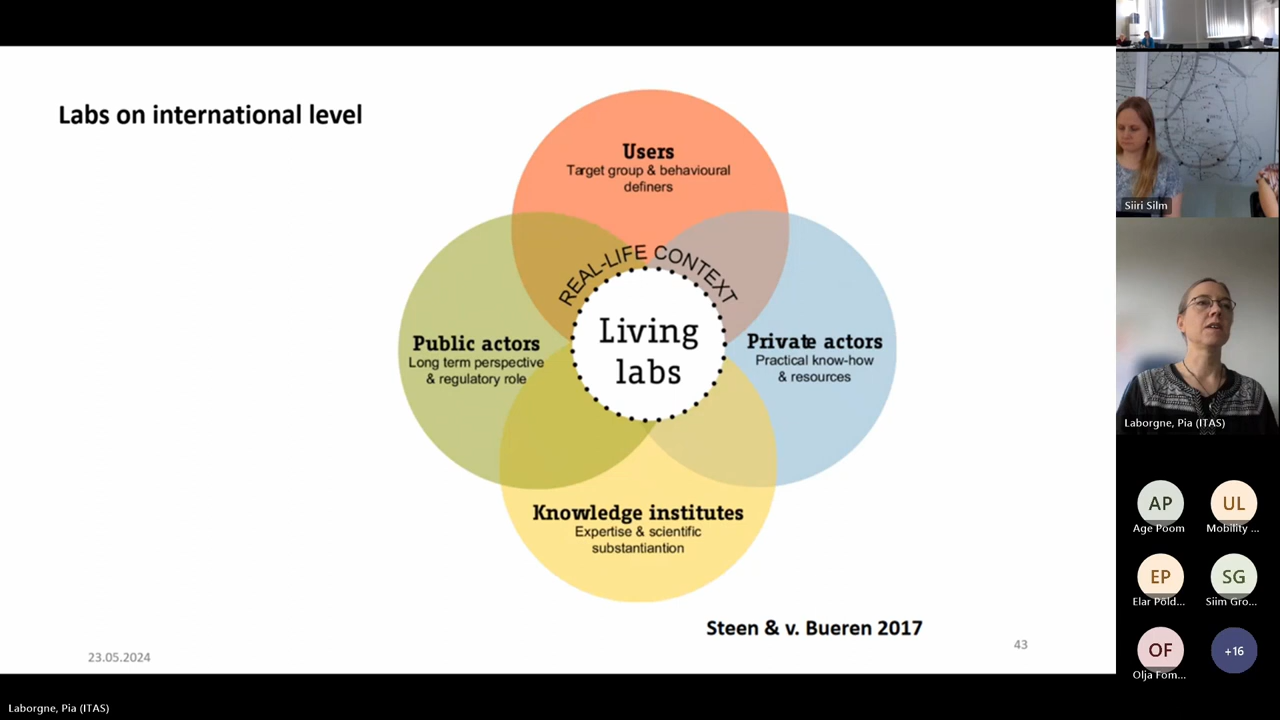 Labs on international level
Users
Target group & behavioural
definers
REAL-LIFE CONTEXT
Living
labs
Public actors
Long term perspective
& regulatory role
Private actors
Practical know-how
& resources
Knowledge institutes
Expertise & scientific
substantiantion
Steen & v. Bueren 2017
23.05.2024
43
Laborgne, Pia (ITAS)
Siiri Silm
Laborgne, Pia (ITAS)
AP
Age Poom
UL
Mobility ...
EP
Elar Põld...
SG
Siim Gro...
OF
Olja Fom...
+16